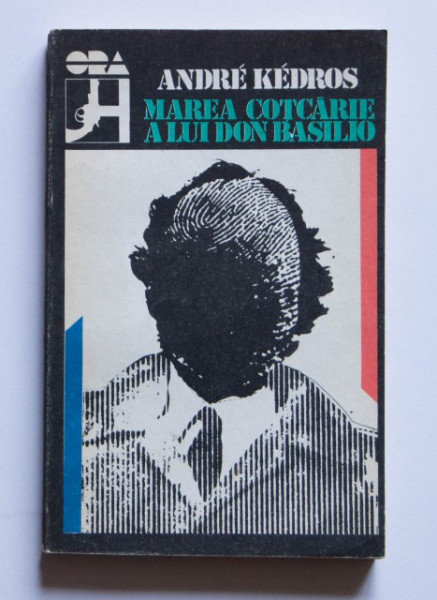 ORA
H
ANDRÉ KÉDROS
MAREA COTCĂRIE
A LUI DON BASILIO